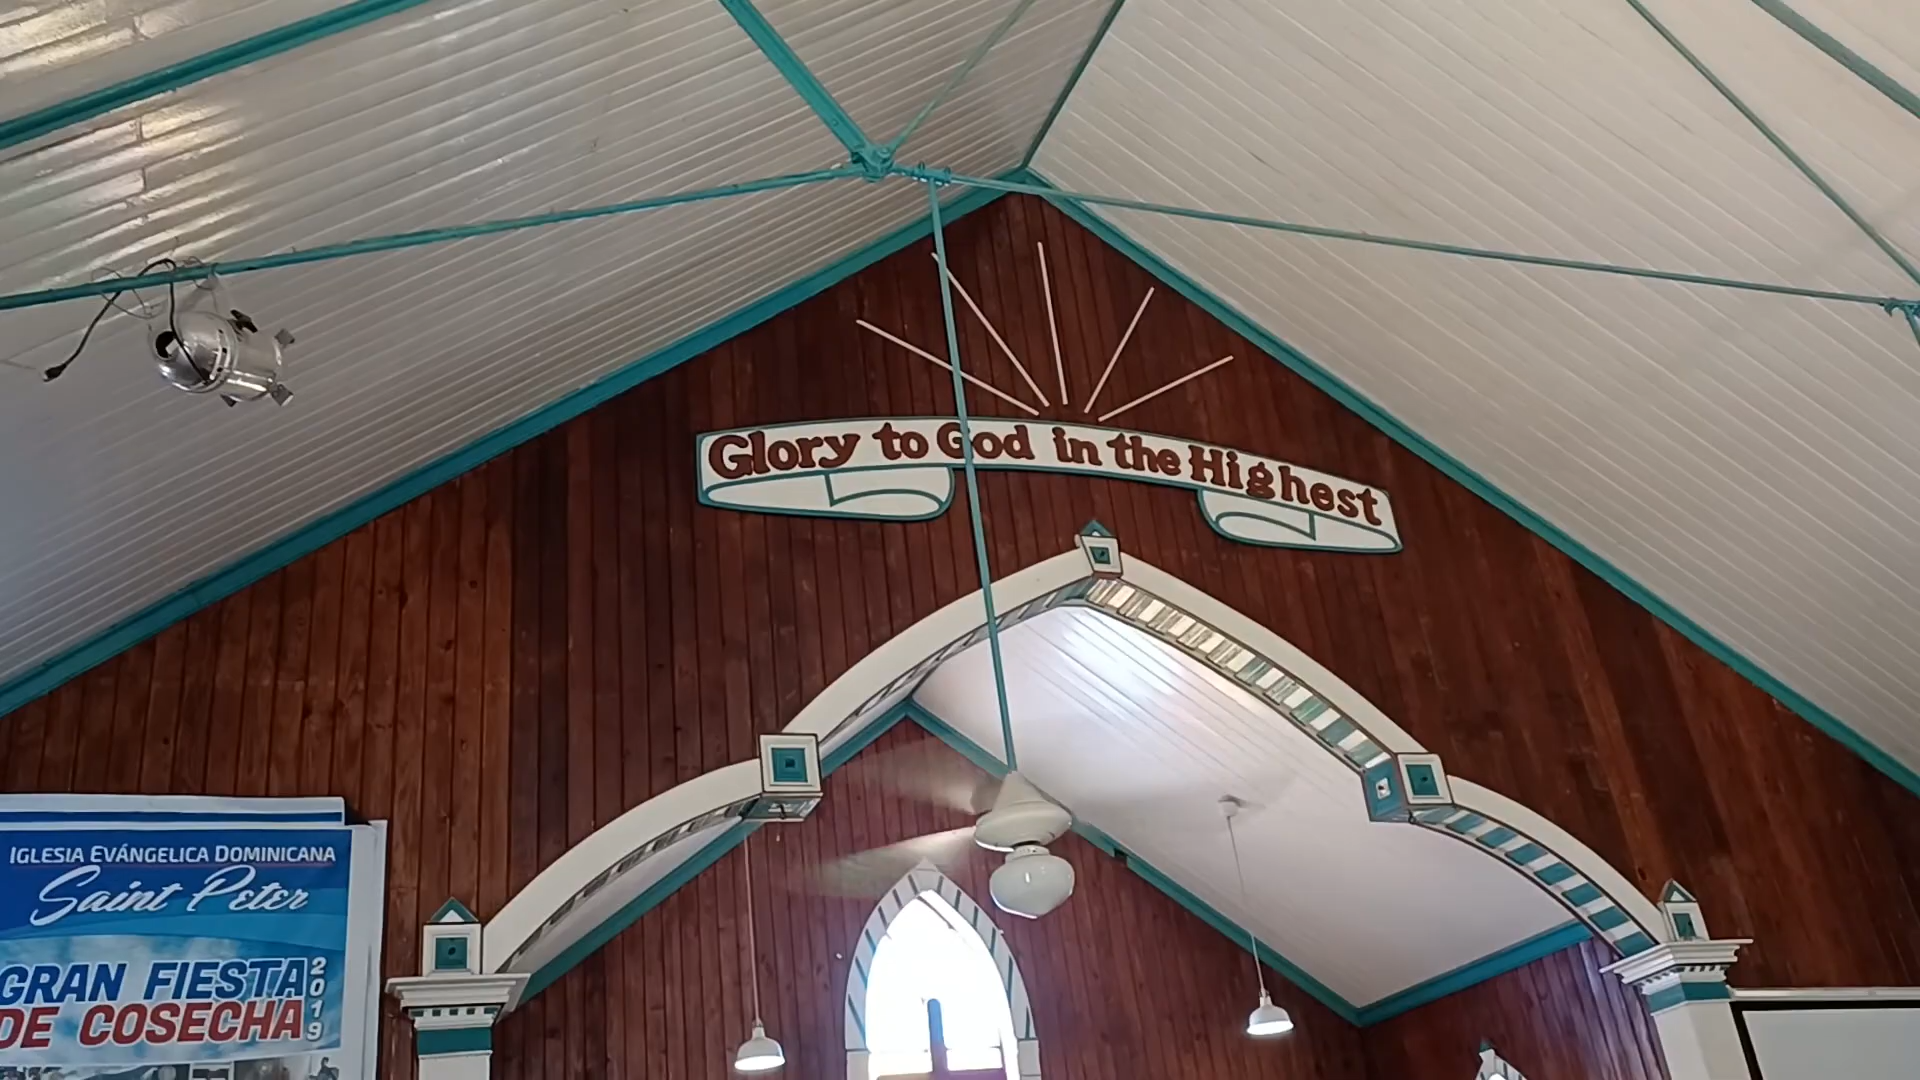 Glory to God in the Highest
IGLESIA EVÁNGELICA DOMINICANA
Saint Peter
GRAN FIESTA
DE COSECHA
2019